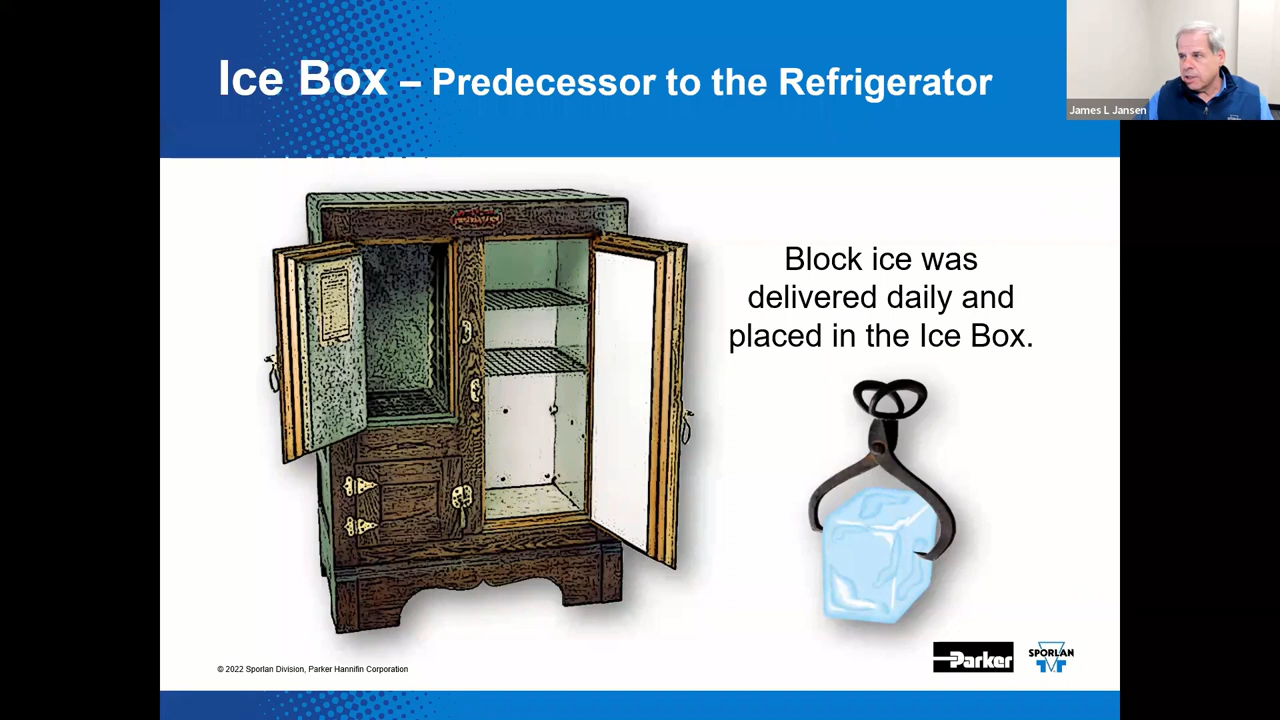 Ice Box – Predecessor to the Refrigerator
James L Jansen
Block ice was
delivered daily and
placed in the Ice Box.
© 2022 Sporlan Division, Parker Hannifin Corporation
Parker
SPORLAN